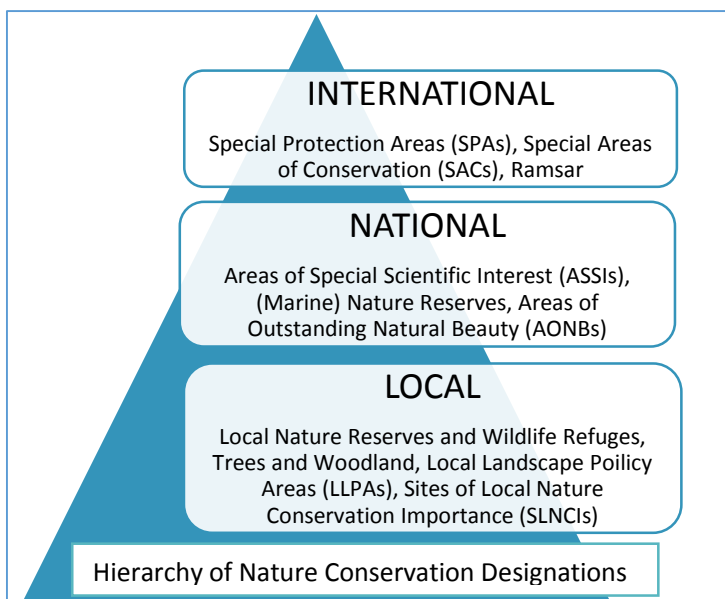 INTERNATIONAL
Special Protection Areas (SPAs), Special Areas
of Conservation (SACs), Ramsar
NATIONAL
Areas of Special Scientific Interest (ASSIs),
(Marine) Nature Reserves, Areas of
Outstanding Natural Beauty (AONBs)
LOCAL
Local Nature Reserves and Wildlife Refuges,
Trees and Woodland, Local Landscape Poilicy
Areas (LLPAs), Sites of Local Nature
Conservation Importance (SLNCIs)
Hierarchy of Nature Conservation Designations